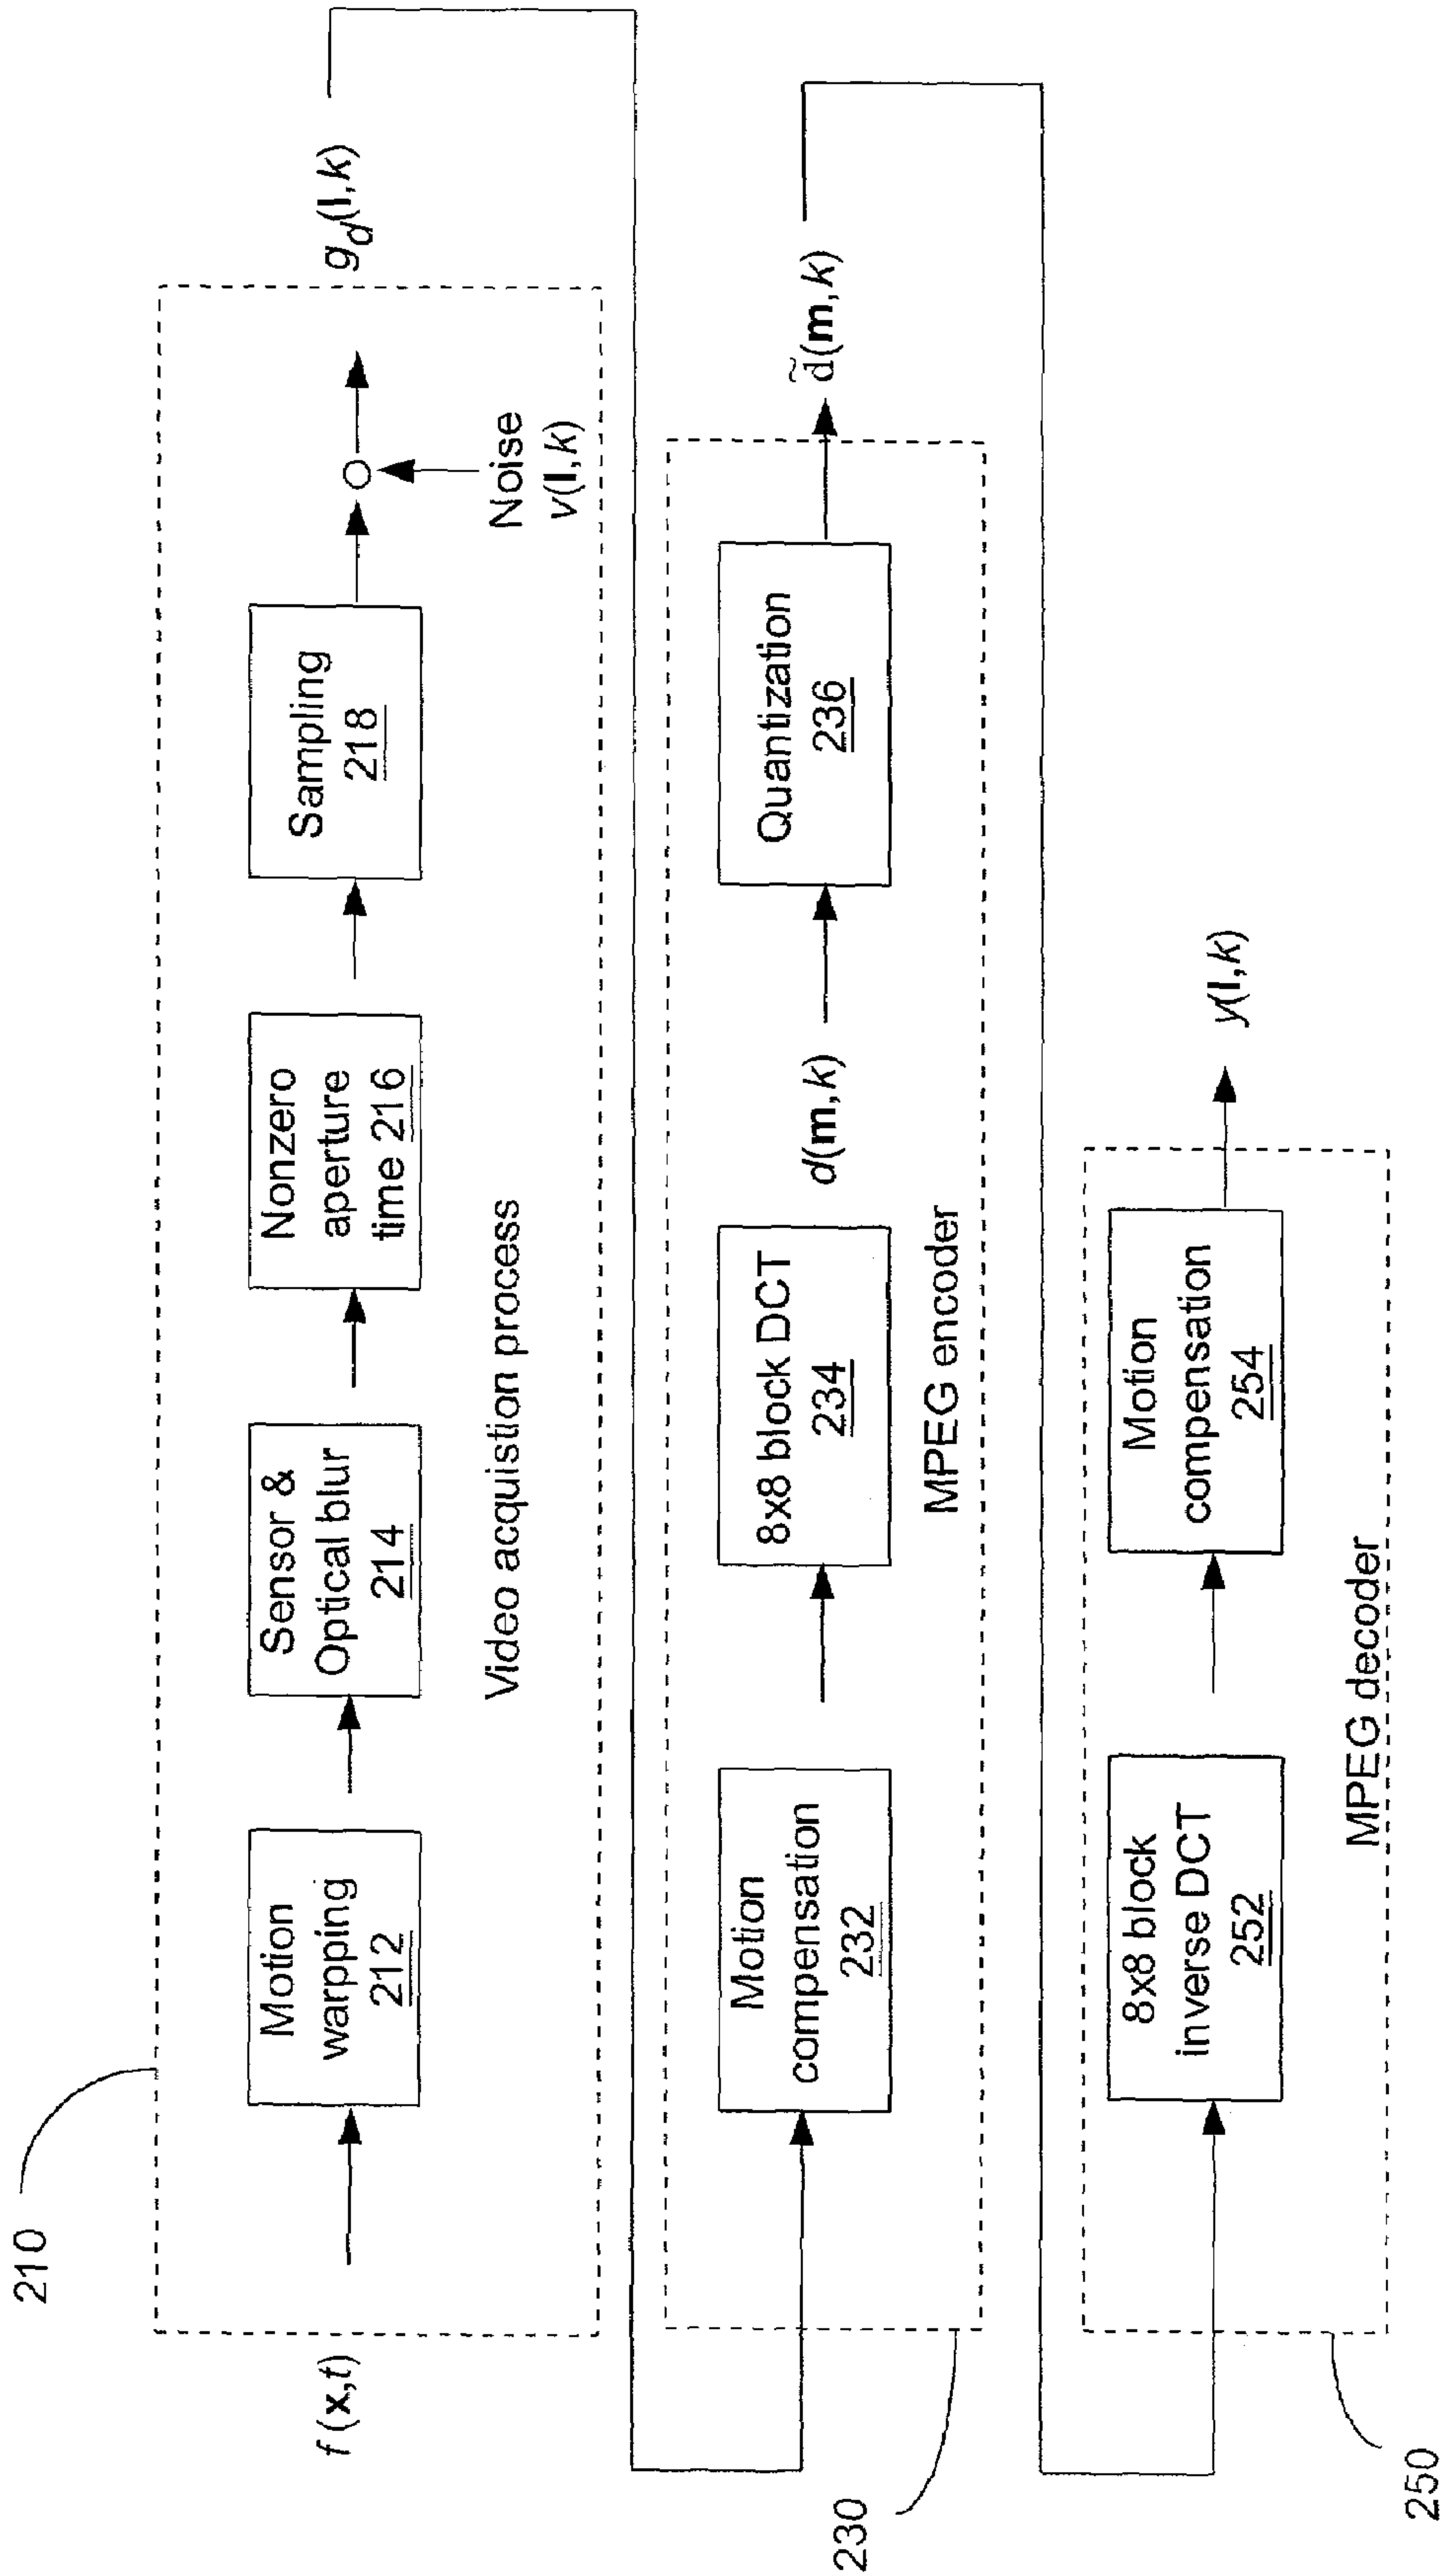 210
f (x,t)
Motion
warpping
212
Sensor &
Optical blur
214
Nonzero
aperture
time 216
Sampling
218
Noise
v(l,k)
g_d(l,k)
Video acquistion process
230
Motion
compensation
232
8x8 block DCT
234
d(m,k)
Quantization
236
d̃(m,k)
MPEG encoder
250
8x8 block
inverse DCT
252
Motion
compensation
254
y(l,k)
MPEG decoder